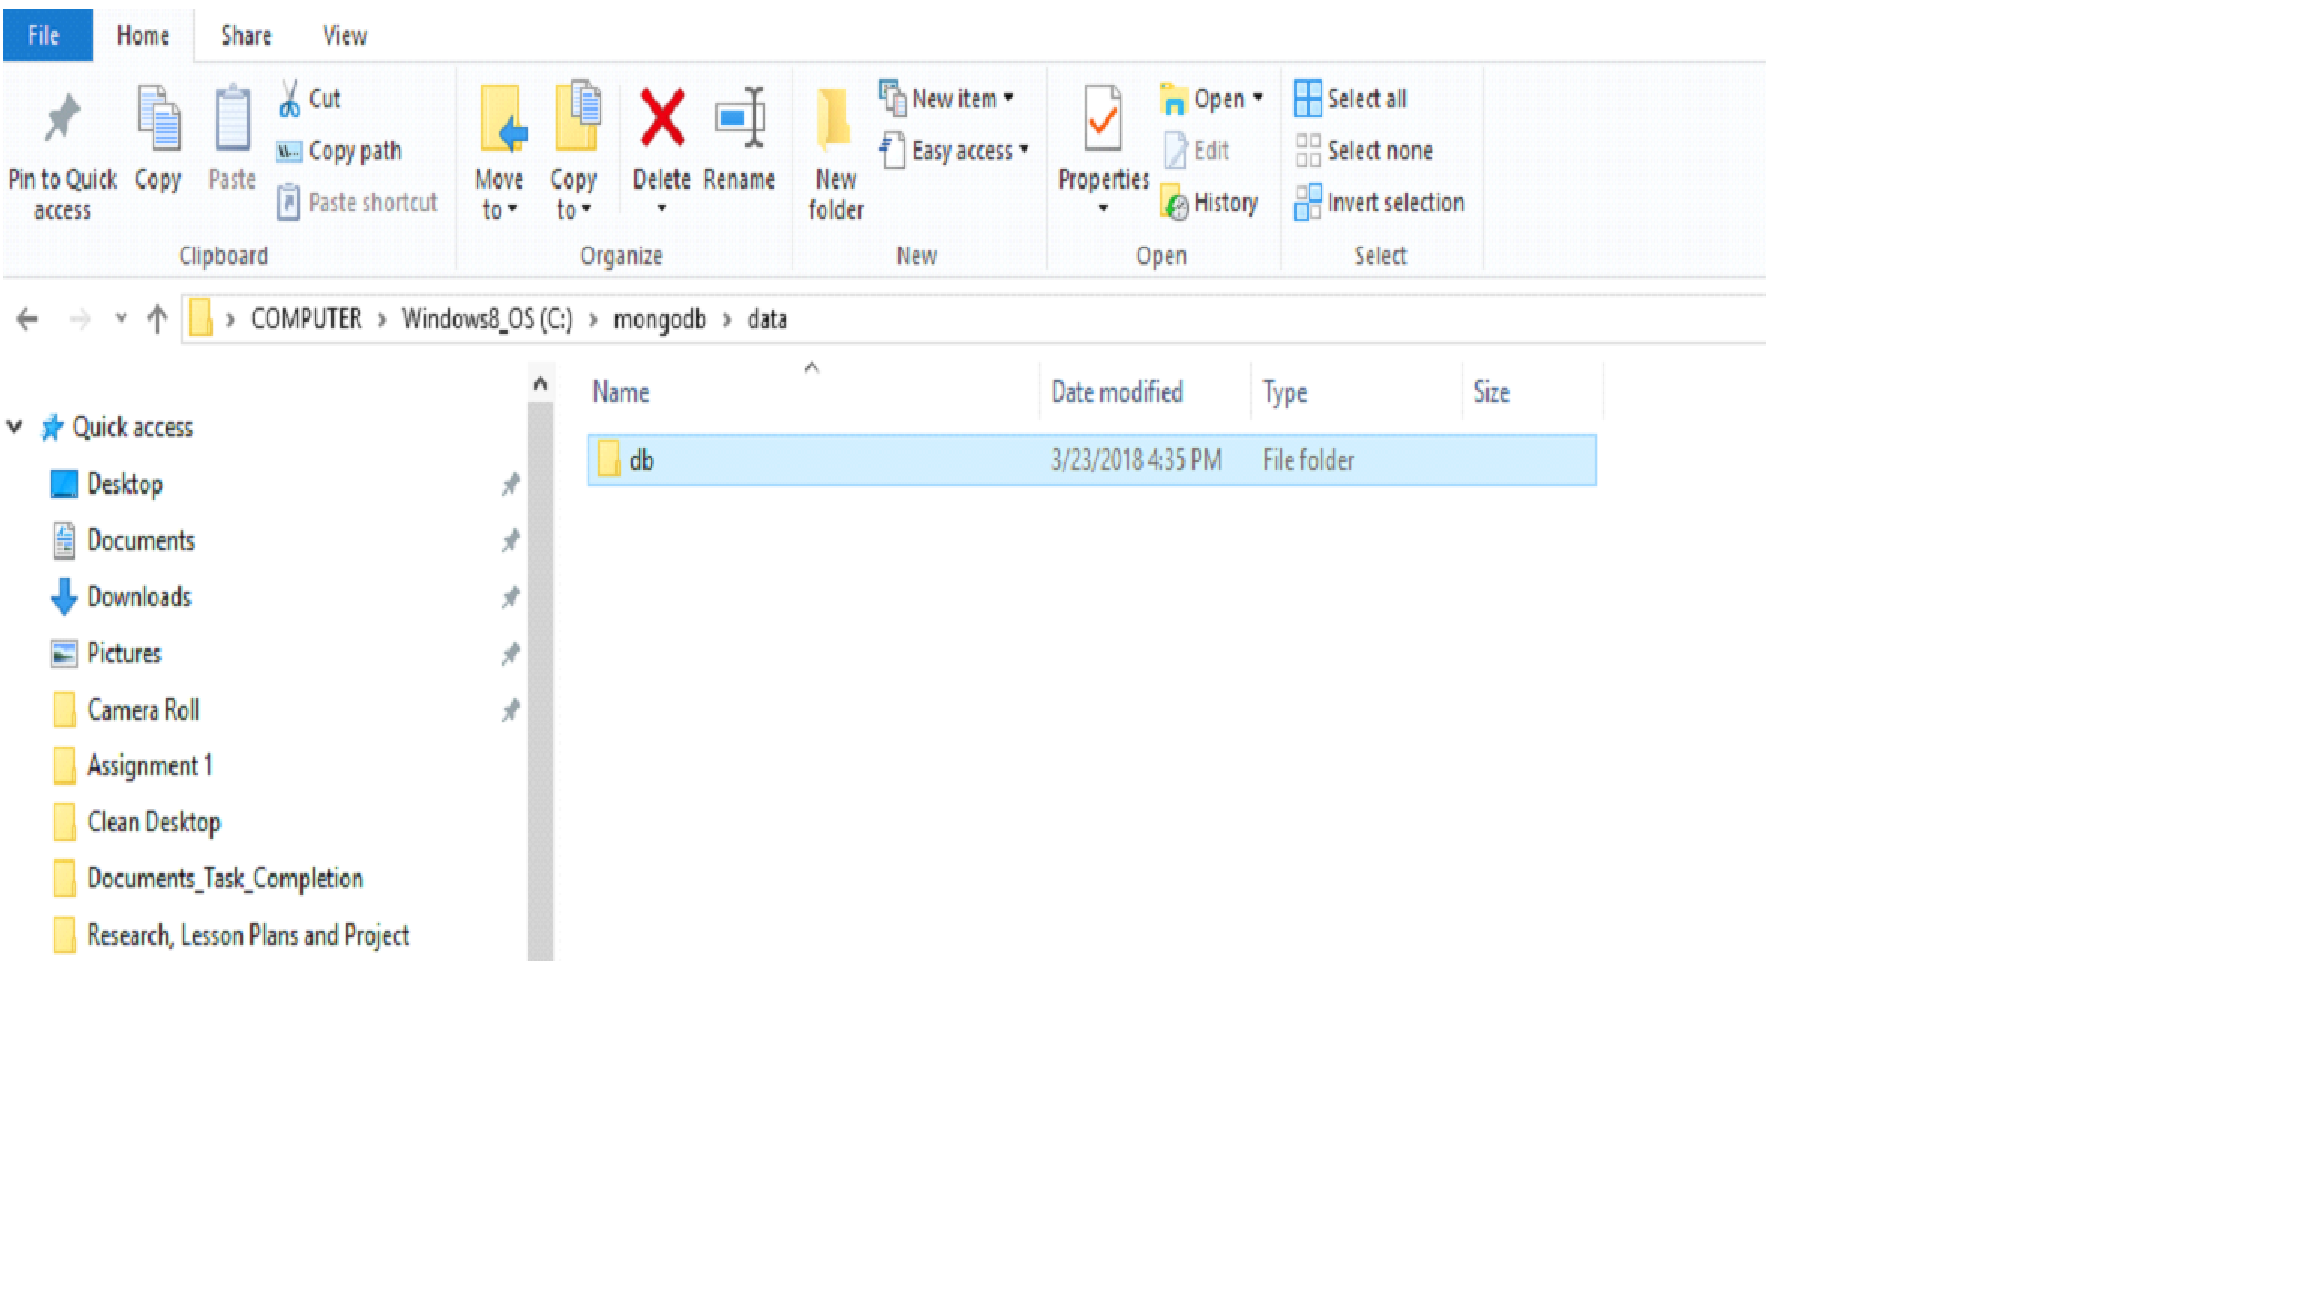 File Home Share View
Pin to Quick access
Copy
Paste
Cut
Copy path
Paste shortcut
Clipboard
Move to
Copy to
Delete
Rename
Organize
New folder
New item
Easy access
New
Properties
Open
Edit
History
Open
Select all
Select none
Invert selection
Select
COMPUTER > Windows8_OS (C:) > mongodb > data
Name Date modified Type Size
db 3/23/2018 4:35 PM File folder
Quick access
Desktop
Documents
Downloads
Pictures
Camera Roll
Assignment 1
Clean Desktop
Documents_Task_Completion
Research, Lesson Plans and Project